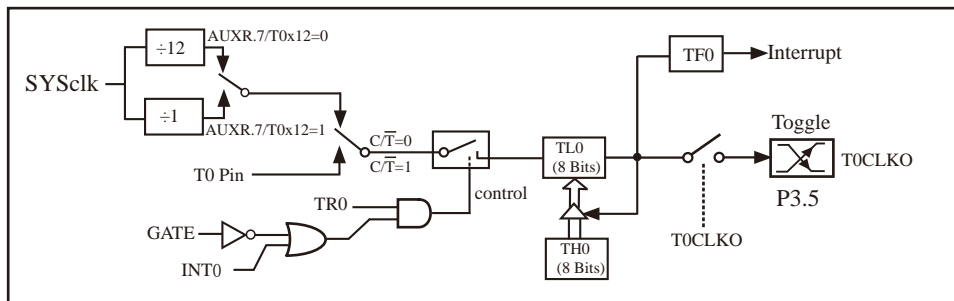 AUXR.7/T0x12=0
÷12
SYSclk
÷1
AUXR.7/T0x12=1
T0 Pin
C/T̅=0
C/T̅=1
control
TR0
GATE
INT0
TL0
(8 Bits)
TH0
(8 Bits)
TF0
Interrupt
Toggle
T0CLKO
P3.5
T0CLKO